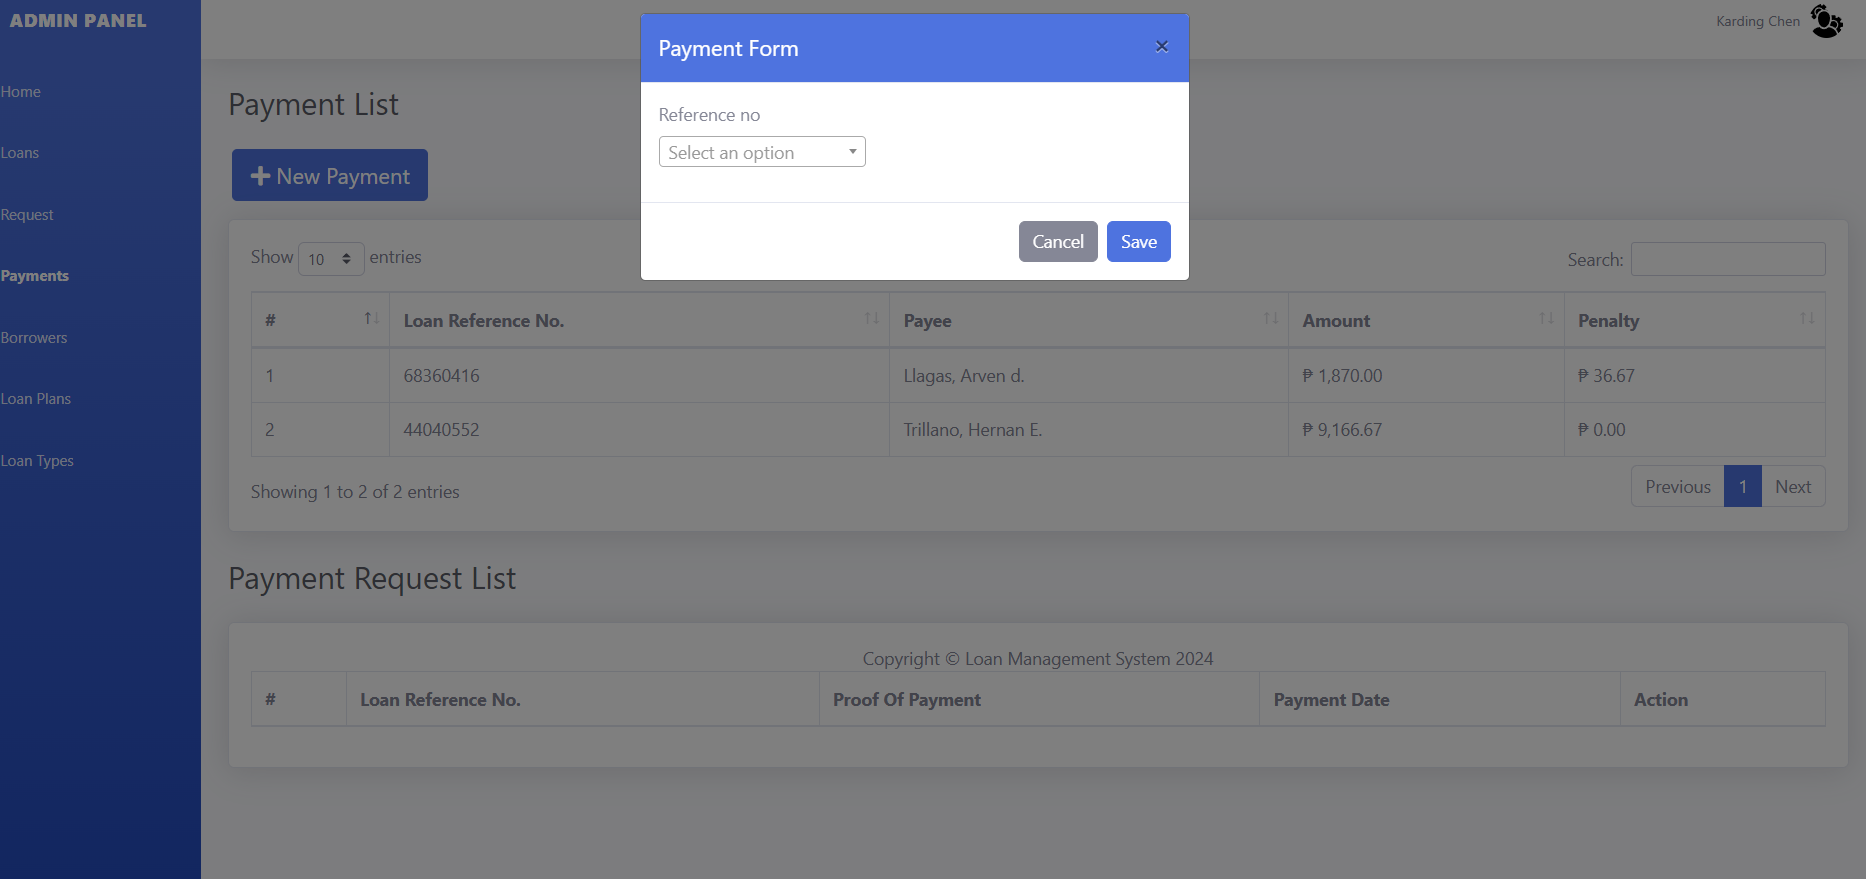 ADMIN PANEL
Karding Chen
Home
Loans
Request
Payments
Borrowers
Loan Plans
Loan Types
Payment Form
×
Reference no
Select an option
Cancel Save
Payment List
New Payment
Show 10 entries
Search:
# Loan Reference No. Payee Amount Penalty
1 68360416 Llagas, Arven d. ₱ 1,870.00 ₱ 36.67
2 44040552 Trillano, Hernan E. ₱ 9,166.67 ₱ 0.00
Showing 1 to 2 of 2 entries
Previous 1 Next
Payment Request List
Copyright © Loan Management System 2024
# Loan Reference No. Proof Of Payment Payment Date Action